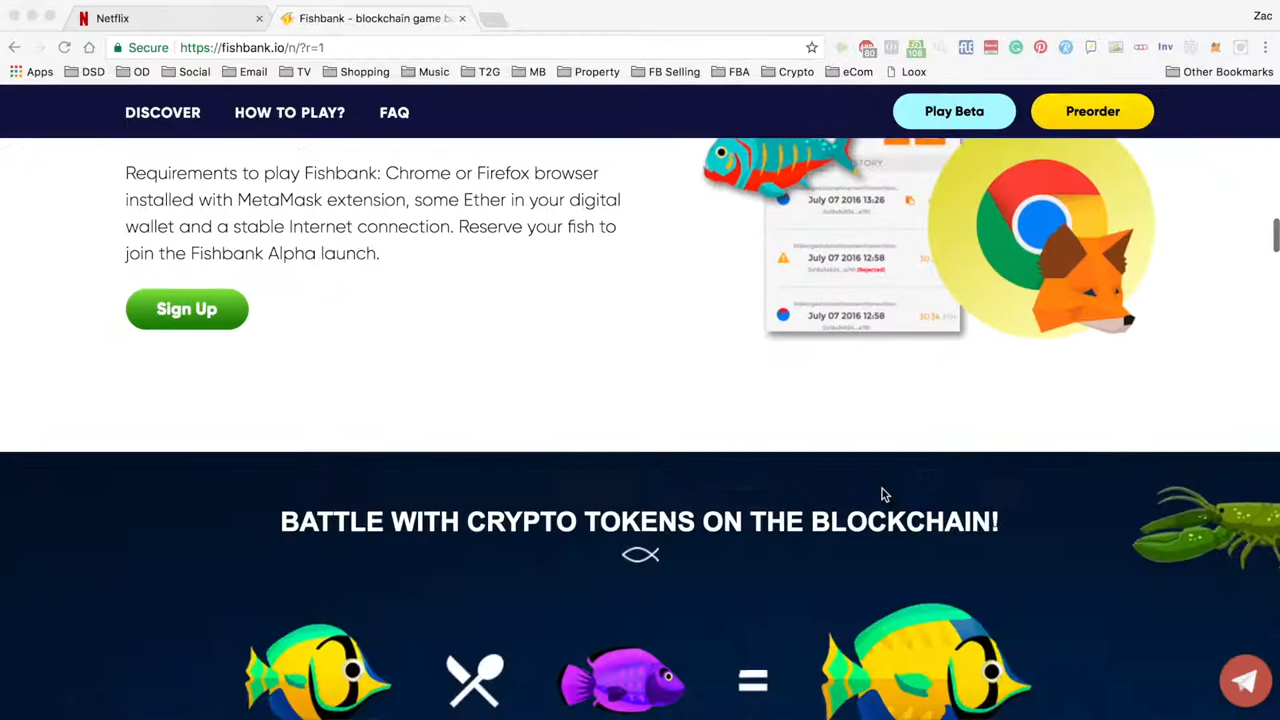 Netflix
Fishbank - blockchain game ba
Zac
Secure https://fishbank.io/n/?r=1
Apps DSD OD Social Email TV Shopping Music T2G MB Property FB Selling FBA Crypto eCom Loox Other Bookmarks
DISCOVER HOW TO PLAY? FAQ Play Beta Preorder
Requirements to play Fishbank: Chrome or Firefox browser
installed with MetaMask extension, some Ether in your digital
wallet and a stable Internet connection. Reserve your fish to
join the Fishbank Alpha launch.
Sign Up
July 07 2016 13:26
July 07 2016 12:58
(Rejected)
July 07 2016 12:58
BATTLE WITH CRYPTO TOKENS ON THE BLOCKCHAIN!